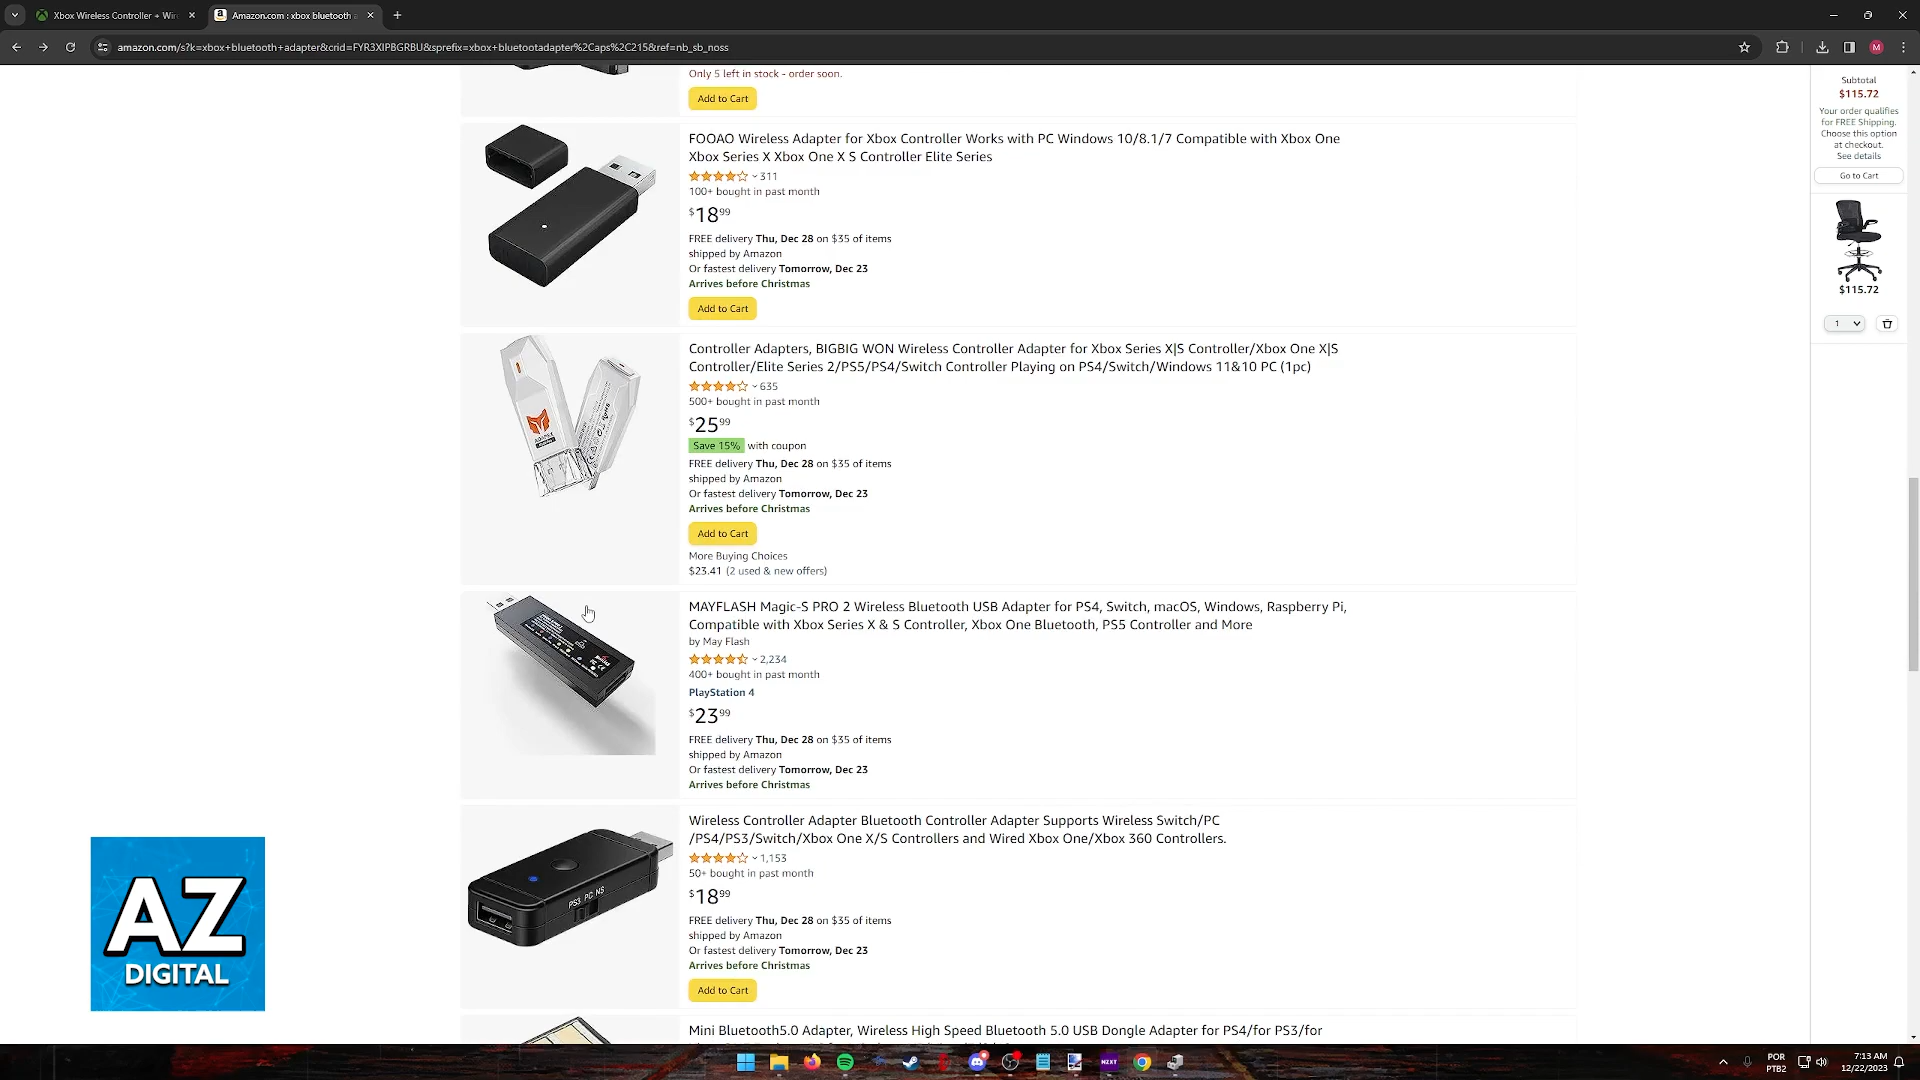 Xbox Wireless Controller + Wire
Amazon.com : xbox bluetooth a
amazon.com/s?k=xbox+bluetooth+adapter&crid=FYR3XIPBGRBU&sprefix=xbox+bluetootadapter%2Caps%2C215&ref=nb_sb_noss
M
Only 5 left in stock - order soon.
Add to Cart
FOOAO Wireless Adapter for Xbox Controller Works with PC Windows 10/8.1/7 Compatible with Xbox One
Xbox Series X Xbox One X S Controller Elite Series
311
100+ bought in past month
$18 99
FREE delivery Thu, Dec 28 on $35 of items
shipped by Amazon
Or fastest delivery Tomorrow, Dec 23
Arrives before Christmas
Add to Cart
Controller Adapters, BIGBIG WON Wireless Controller Adapter for Xbox Series X|S Controller/Xbox One X|S
Controller/Elite Series 2/PS5/PS4/Switch Controller Playing on PS4/Switch/Windows 11&10 PC (1pc)
635
500+ bought in past month
$25 99
Save 15% with coupon
FREE delivery Thu, Dec 28 on $35 of items
shipped by Amazon
Or fastest delivery Tomorrow, Dec 23
Arrives before Christmas
Add to Cart
More Buying Choices
$23.41 (2 used & new offers)
MAYFLASH Magic-S PRO 2 Wireless Bluetooth USB Adapter for PS4, Switch, macOS, Windows, Raspberry Pi,
Compatible with Xbox Series X & S Controller, Xbox One Bluetooth, PS5 Controller and More
by May Flash
2,234
400+ bought in past month
PlayStation 4
$23 99
FREE delivery Thu, Dec 28 on $35 of items
shipped by Amazon
Or fastest delivery Tomorrow, Dec 23
Arrives before Christmas
PS3 PC NS
Wireless Controller Adapter Bluetooth Controller Adapter Supports Wireless Switch/PC
/PS4/PS3/Switch/Xbox One X/S Controllers and Wired Xbox One/Xbox 360 Controllers.
1,153
50+ bought in past month
$18 99
FREE delivery Thu, Dec 28 on $35 of items
shipped by Amazon
Or fastest delivery Tomorrow, Dec 23
Arrives before Christmas
Add to Cart
Mini Bluetooth5.0 Adapter, Wireless High Speed Bluetooth 5.0 USB Dongle Adapter for PS4/for PS3/for
Subtotal
$115.72
Your order qualifies
for FREE Shipping.
Choose this option
at checkout.
See details
Go to Cart
$115.72
1
AZ
DIGITAL
NZXT
POR
PTB2
7:13 AM
12/22/2023